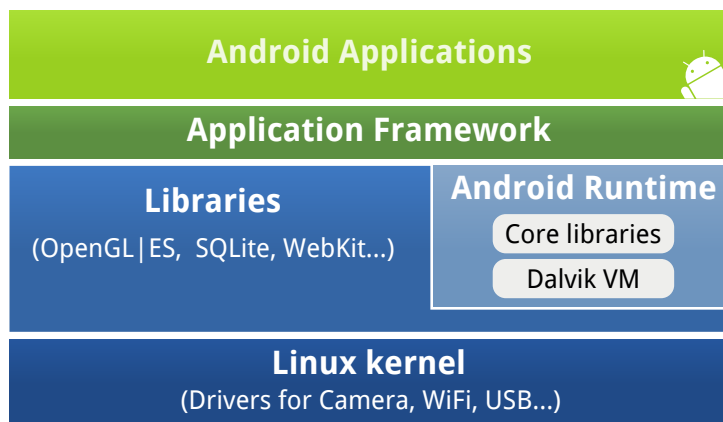 Android Applications
Application Framework
Libraries
(OpenGL|ES, SQLite, WebKit...)
Android Runtime
Core libraries
Dalvik VM
Linux kernel
(Drivers for Camera, WiFi, USB...)